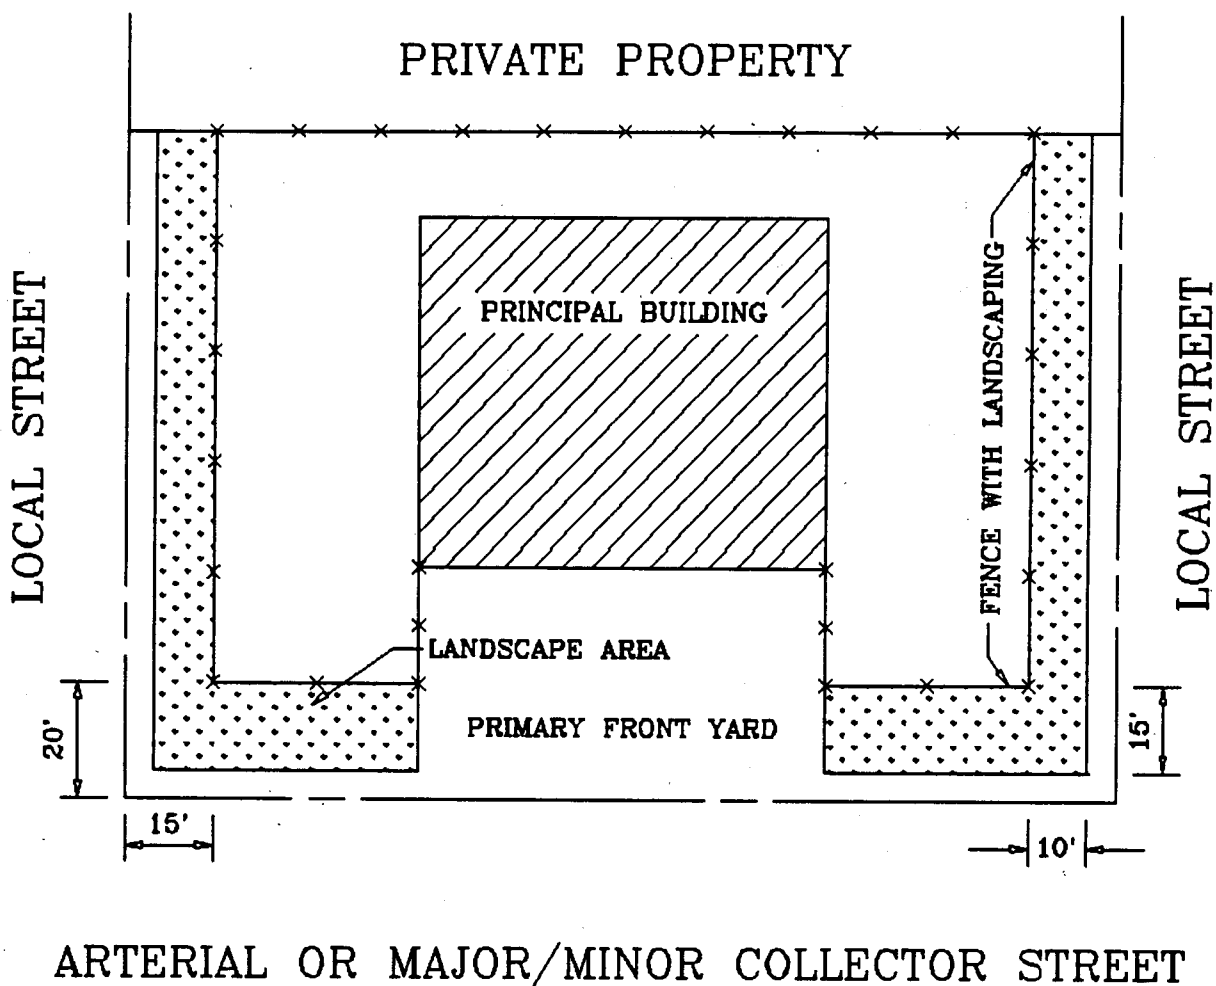 PRIVATE PROPERTY
LOCAL STREET
PRINCIPAL BUILDING
FENCE WITH LANDSCAPING
LOCAL STREET
LANDSCAPE AREA
PRIMARY FRONT YARD
20'
15'
15'
10'
ARTERIAL OR MAJOR/MINOR COLLECTOR STREET